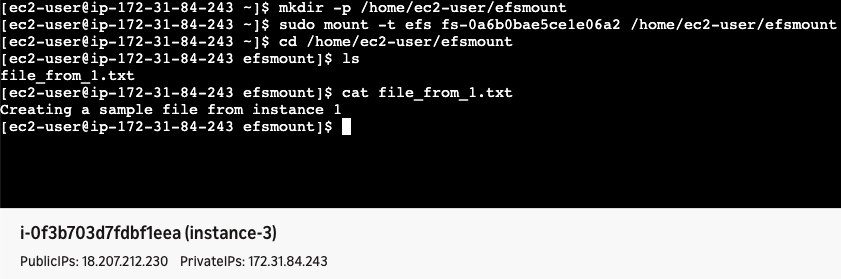 [ec2-user@ip-172-31-84-243 ~]$ mkdir -p /home/ec2-user/efsmount
[ec2-user@ip-172-31-84-243 ~]$ sudo mount -t efs fs-0a6b0bae5ce1e06a2 /home/ec2-user/efsmount
[ec2-user@ip-172-31-84-243 ~]$ cd /home/ec2-user/efsmount
[ec2-user@ip-172-31-84-243 efsmount]$ ls
file_from_1.txt
[ec2-user@ip-172-31-84-243 efsmount]$ cat file_from_1.txt
Creating a sample file from instance 1
[ec2-user@ip-172-31-84-243 efsmount]$
i-0f3b703d7fdbf1eea (instance-3)
PublicIPs: 18.207.212.230 PrivateIPs: 172.31.84.243